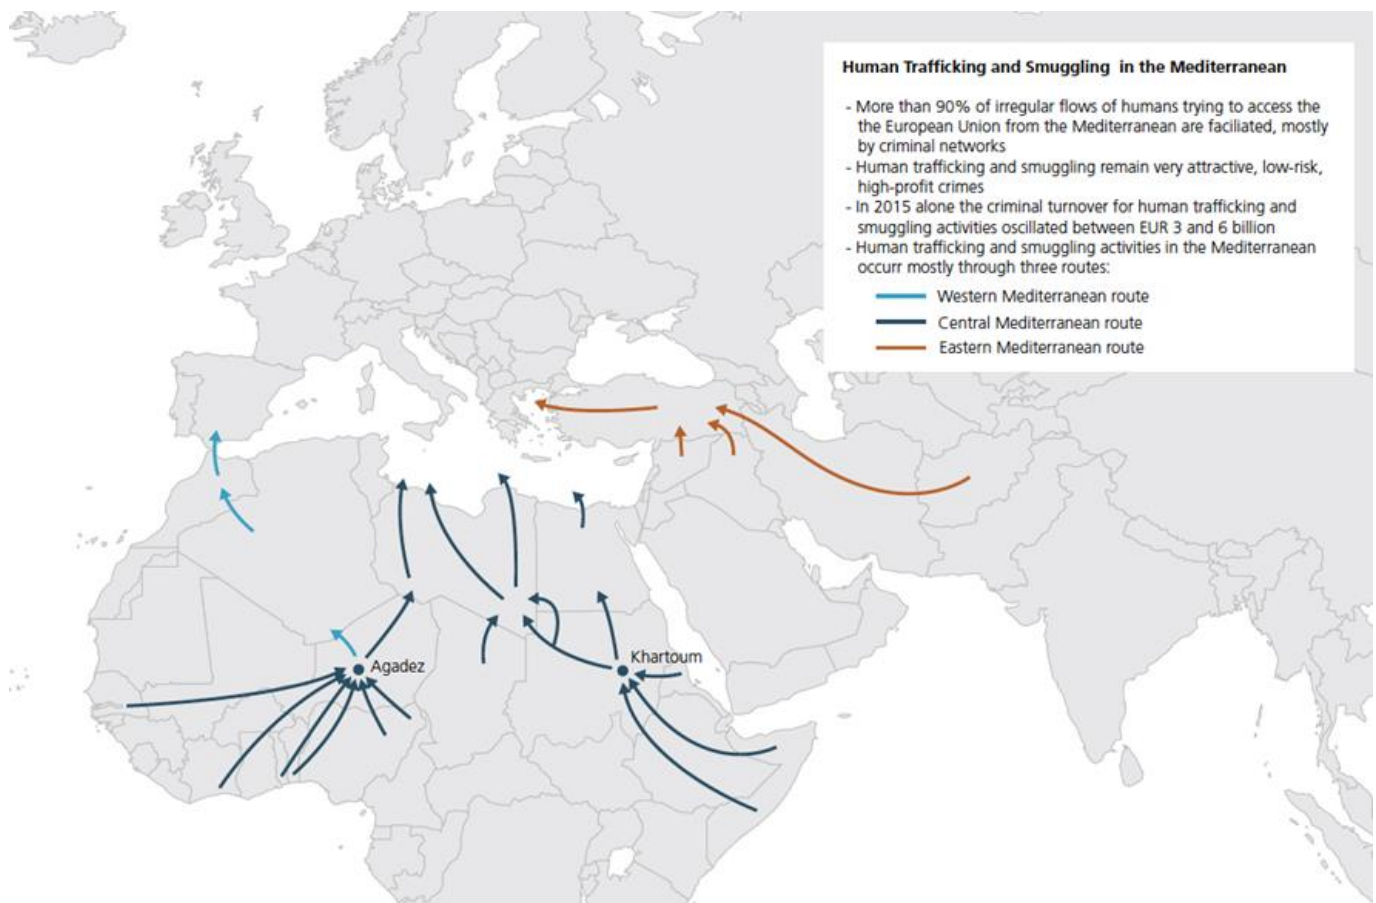 Human Trafficking and Smuggling in the Mediterranean
- More than 90% of irregular flows of humans trying to access the
the European Union from the Mediterranean are faciliated, mostly
by criminal networks
- Human trafficking and smuggling remain very attractive, low-risk,
high-profit crimes
- In 2015 alone the criminal turnover for human trafficking and
smuggling activities oscillated between EUR 3 and 6 billion
- Human trafficking and smuggling activities in the Mediterranean
occurr mostly through three routes:
Western Mediterranean route
Central Mediterranean route
Eastern Mediterranean route
Agadez
Khartoum